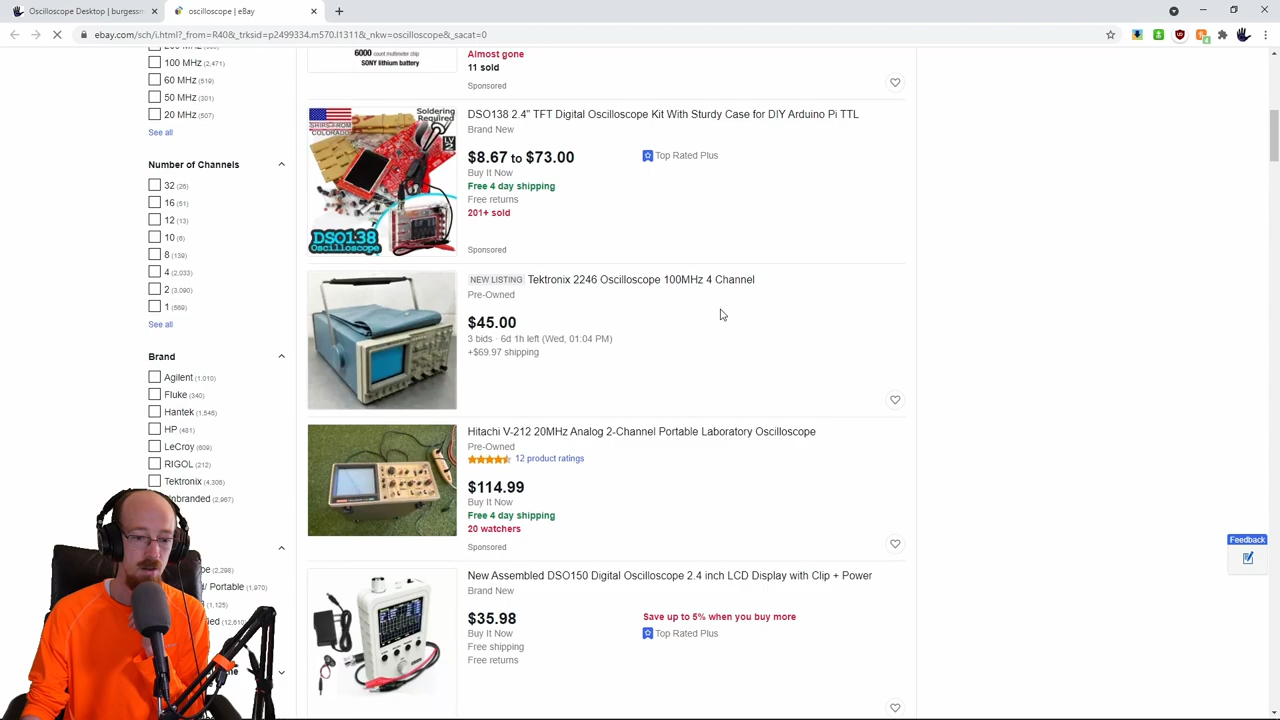 Oscilloscope Desktop | burgessm
oscilloscope | eBay
ebay.com/sch/i.html?_from=R40&_trksid=p2499334.m570.l1311&_nkw=oscilloscope&_sacat=0
100 MHz (2,471)
60 MHz (519)
50 MHz (301)
20 MHz (507)
See all
Number of Channels
32 (26)
16 (51)
12 (13)
10 (6)
8 (139)
4 (2,033)
2 (3,090)
1 (569)
See all
Brand
Agilent (1,010)
Fluke (340)
Hantek (1,546)
HP (481)
LeCroy (609)
RIGOL (212)
Tektronix (4,306)
Unbranded (2,967)
/ Portable (1,970)
6000 count multimeter chip
SONY lithium battery
Almost gone
11 sold
Sponsored
SHIPS FROM
COLORADO
Soldering
Required
DSO138
Oscilloscope
DSO138 2.4" TFT Digital Oscilloscope Kit With Sturdy Case for DIY Arduino Pi TTL
Brand New
$8.67 to $73.00
Top Rated Plus
Buy It Now
Free 4 day shipping
Free returns
201+ sold
Sponsored
NEW LISTING Tektronix 2246 Oscilloscope 100MHz 4 Channel
Pre-Owned
$45.00
3 bids · 6d 1h left (Wed, 01:04 PM)
+$69.97 shipping
Hitachi V-212 20MHz Analog 2-Channel Portable Laboratory Oscilloscope
Pre-Owned
12 product ratings
$114.99
Buy It Now
Free 4 day shipping
20 watchers
Sponsored
New Assembled DSO150 Digital Oscilloscope 2.4 inch LCD Display with Clip + Power
Brand New
$35.98
Save up to 5% when you buy more
Buy It Now
Top Rated Plus
Free shipping
Free returns
Feedback